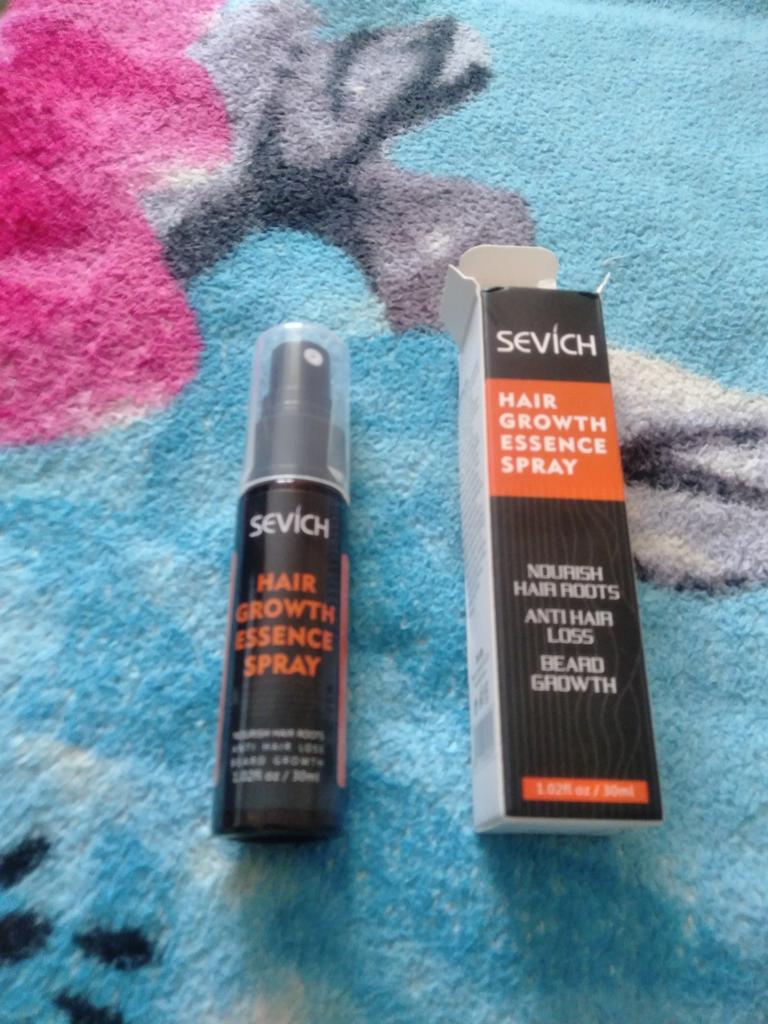 SEVICH
HAIR
GROWTH
ESSENCE
SPRAY
NOURISH HAIR ROOTS
ANTI HAIR LOSS
BEARD GROWTH
1.02fl oz / 30ml
SEVICH
HAIR
GROWTH
ESSENCE
SPRAY
NOURISH
HAIR ROOTS
ANTI HAIR
LOSS
BEARD
GROWTH
1.02fl oz / 30ml